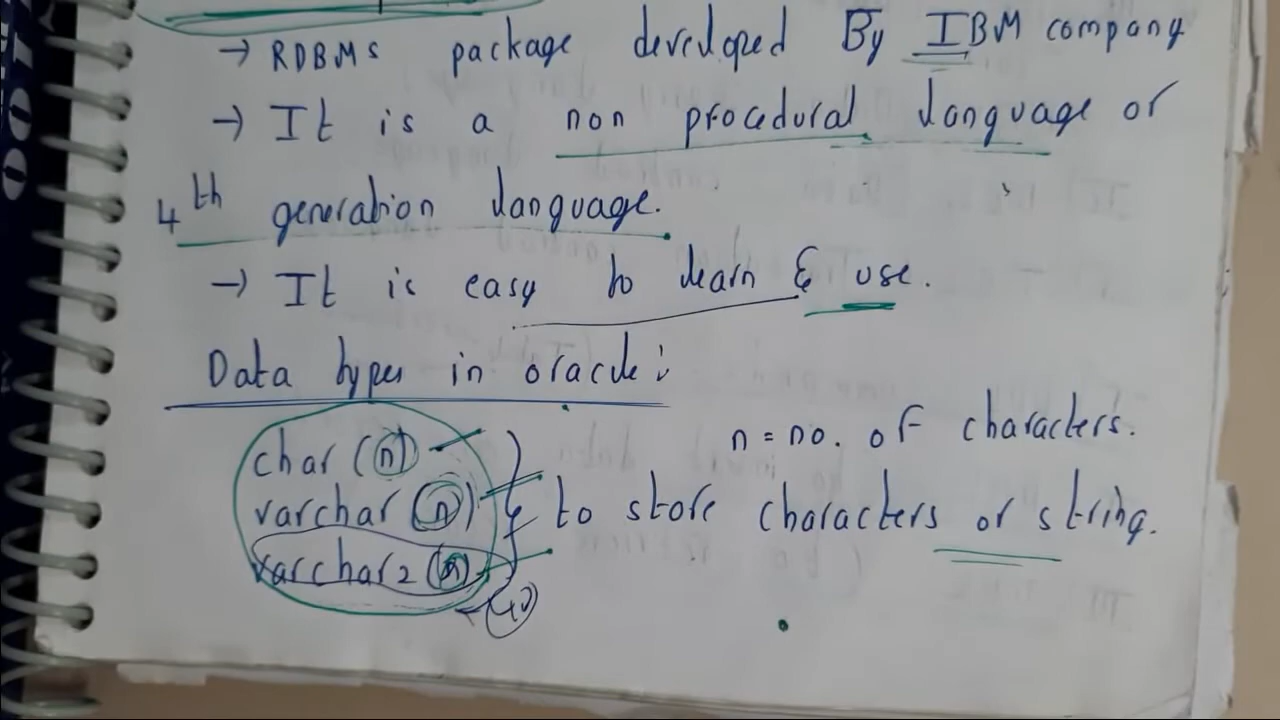 → RDBMs package developed By IBM company
→ It is a non procedural language or
4th generation language.
→ It is easy to learn & use.
Data types in oracle:
char (n)
n = no. of characters.
varchar (n)
to store characters or string.
varchar2 (n)